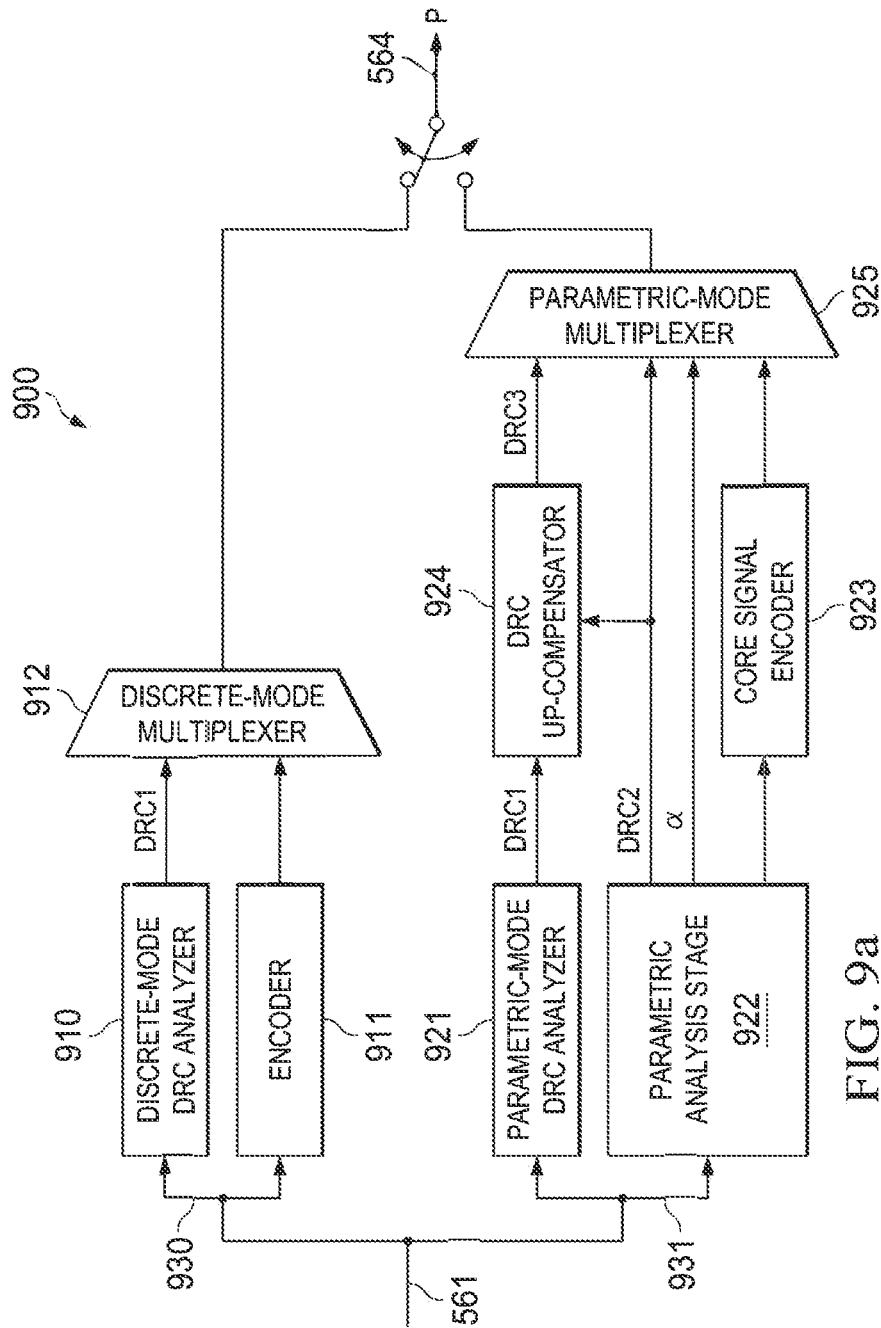 900
930
910
DISCRETE-MODE
DRC ANALYZER
DRC1
911
ENCODER
912
DISCRETE-MODE
MULTIPLEXER
561
564
P
921
PARAMETRIC-MODE
DRC ANALYZER
DRC1
924
DRC
UP-COMPENSATOR
DRC3
931
PARAMETRIC
ANALYSIS STAGE
922
DRC2
α
CORE SIGNAL
ENCODER
923
PARAMETRIC-MODE
MULTIPLEXER
925
FIG. 9a